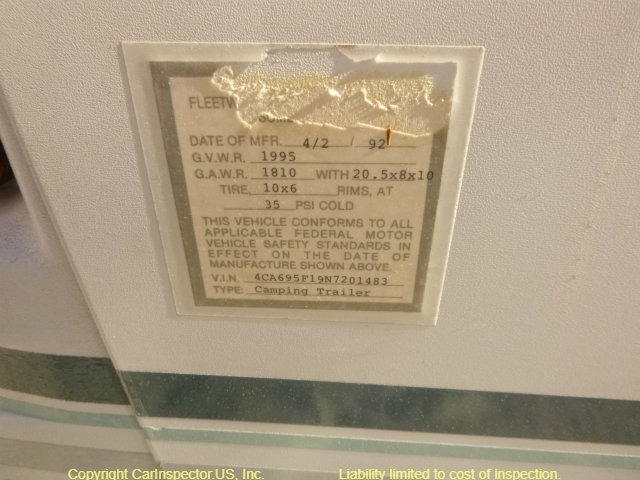 FLEETW
DATE OF MFR. 4/2 / 92
G.V.W.R. 1995
G.A.W.R. 1810 WITH 20.5x8x10
TIRE, 10x6 RIMS, AT
35 PSI COLD
THIS VEHICLE CONFORMS TO ALL
APPLICABLE FEDERAL MOTOR
VEHICLE SAFETY STANDARDS IN
EFFECT ON THE DATE OF
MANUFACTURE SHOWN ABOVE.
V.I.N. 4CA695F19N7201483
TYPE: Camping Trailer
Copyright CarInspector.US, Inc. Liability limited to cost of inspection.